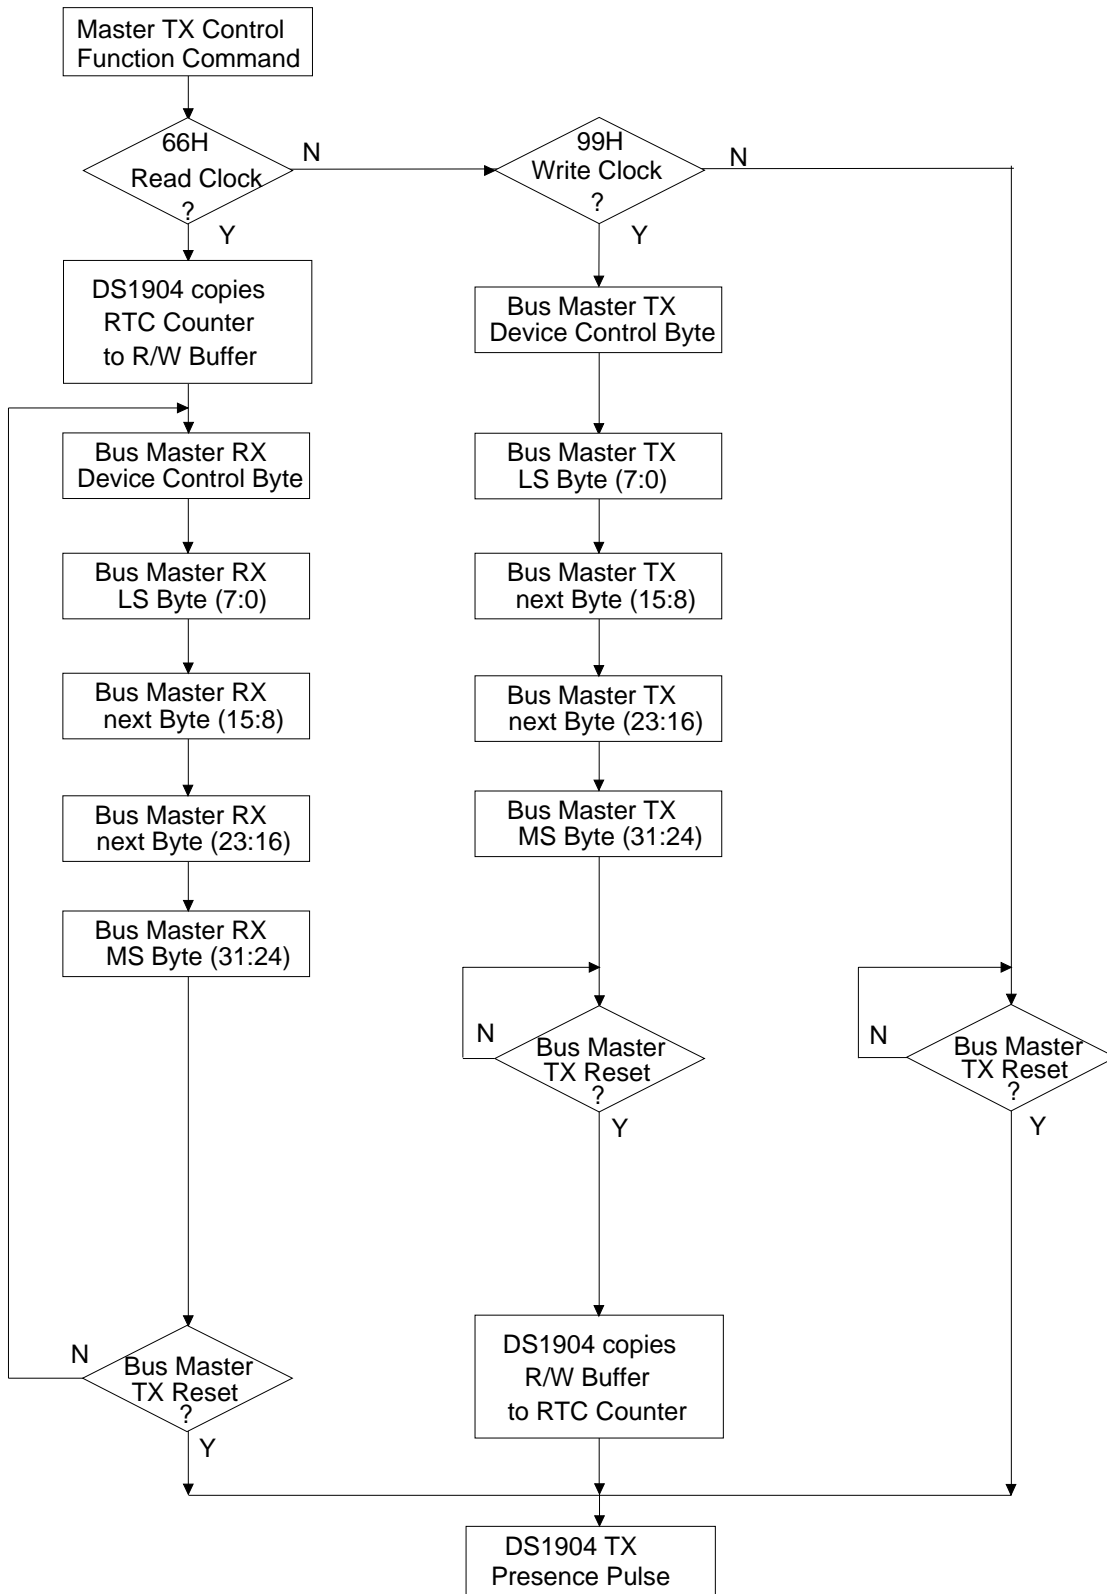 Master TX Control
Function Command
66H
Read Clock
?
N
Y
99H
Write Clock
?
N
Y
DS1904 copies
RTC Counter
to R/W Buffer
Bus Master RX
Device Control Byte
Bus Master RX
LS Byte (7:0)
Bus Master RX
next Byte (15:8)
Bus Master RX
next Byte (23:16)
Bus Master RX
MS Byte (31:24)
N
Bus Master
TX Reset
?
Y
Bus Master TX
Device Control Byte
Bus Master TX
LS Byte (7:0)
Bus Master TX
next Byte (15:8)
Bus Master TX
next Byte (23:16)
Bus Master TX
MS Byte (31:24)
N
Bus Master
TX Reset
?
Y
DS1904 copies
R/W Buffer
to RTC Counter
N
Bus Master
TX Reset
?
Y
DS1904 TX
Presence Pulse